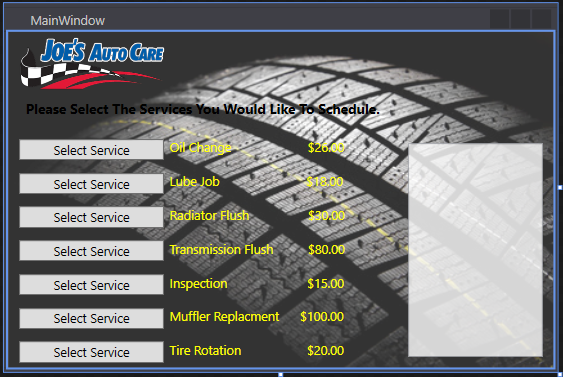 MainWindow
JOE'S AUTO CARE
Please Select The Services You Would Like To Schedule.
Select Service Oil Change $26.00
Select Service Lube Job $18.00
Select Service Radiator Flush $30.00
Select Service Transmission Flush $80.00
Select Service Inspection $15.00
Select Service Muffler Replacment $100.00
Select Service Tire Rotation $20.00